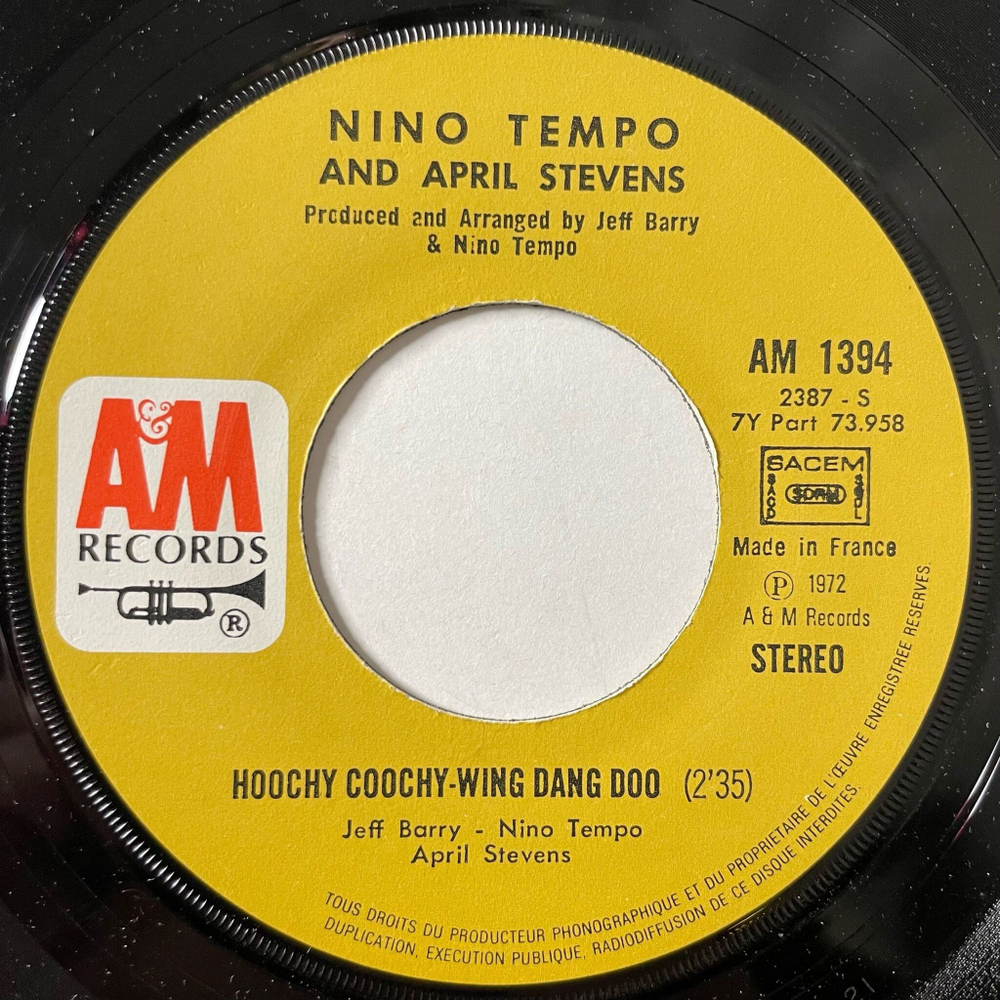 NINO TEMPO
AND APRIL STEVENS
Produced and Arranged by Jeff Barry
& Nino Tempo
A&M
RECORDS
®
AM 1394
2387 - S
7Y Part 73.958
SACEM
SACD
SDRM
SGDL
Made in France
Ⓟ 1972
A & M Records
STEREO
HOOCHY COOCHY-WING DANG DOO (2'35)
Jeff Barry - Nino Tempo
April Stevens
TOUS DROITS DU PRODUCTEUR PHONOGRAPHIQUE ET DU PROPRIETAIRE DE L'ŒUVRE ENREGISTREE RESERVES.
DUPLICATION, EXECUTION PUBLIQUE, RADIODIFFUSION DE CE DISQUE INTERDITES.